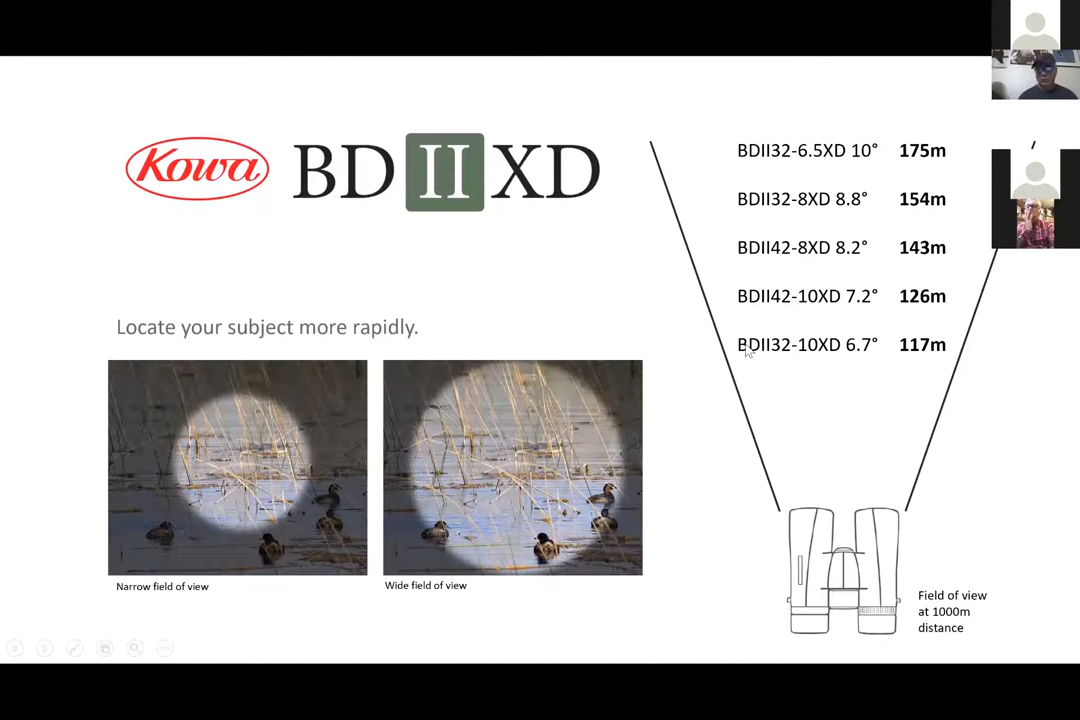 Kowa BD II XD
Locate your subject more rapidly.
Narrow field of view
Wide field of view
BDII32-6.5XD 10° 175m
BDII32-8XD 8.8° 154m
BDII42-8XD 8.2° 143m
BDII42-10XD 7.2° 126m
BDII32-10XD 6.7° 117m
Field of view
at 1000m
distance